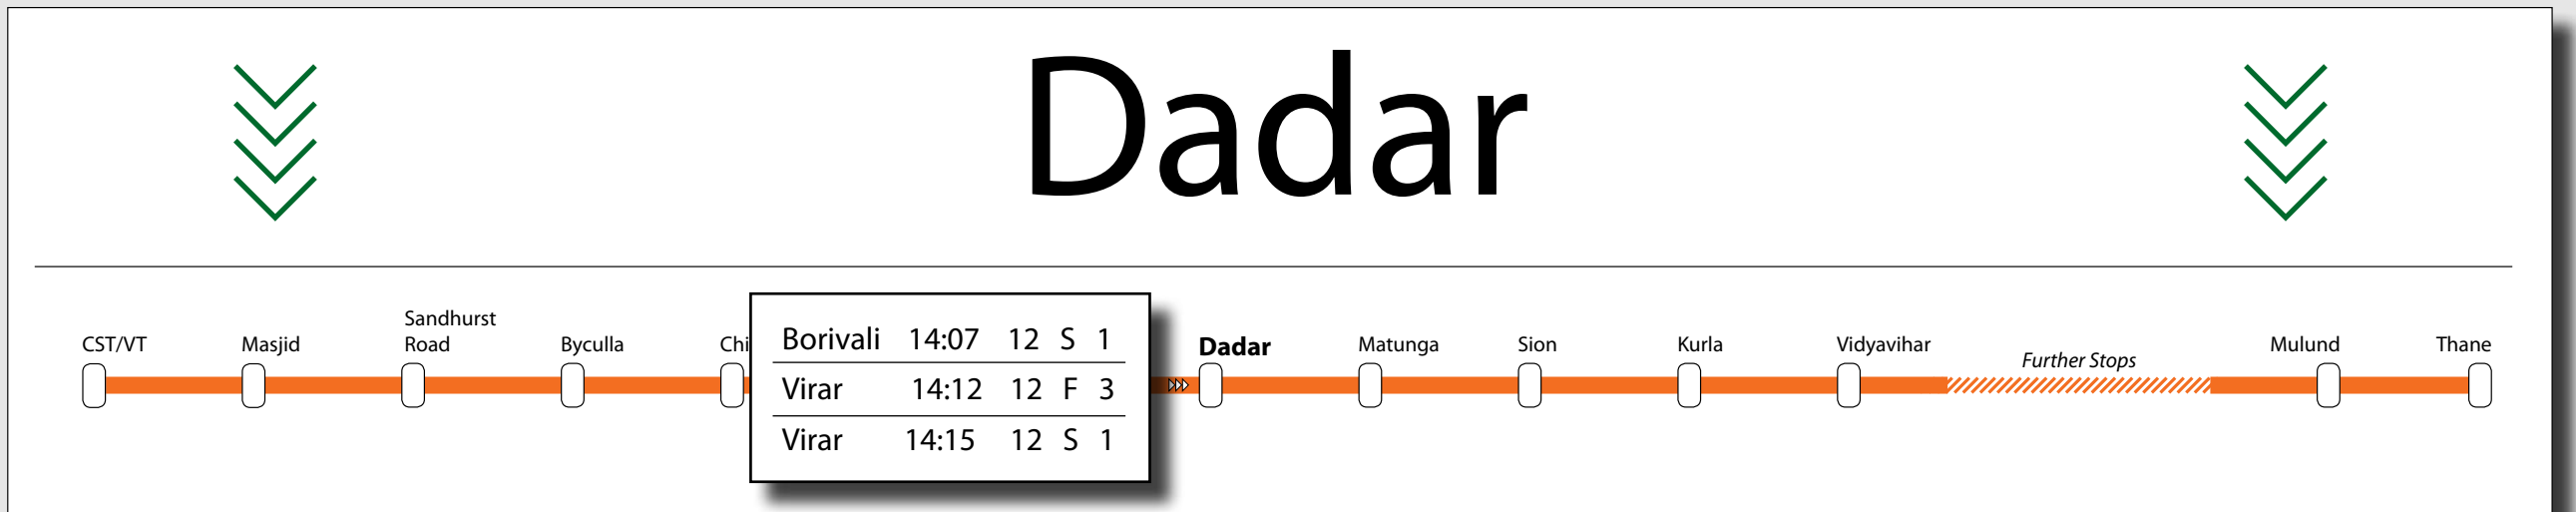 Dadar
CST/VT
Masjid
Sandhurst
Road
Byculla
Borivali 14:07 12 S 1
Virar 14:12 12 F 3
Virar 14:15 12 S 1
Dadar
Matunga
Sion
Kurla
Vidyavihar
Further Stops
Mulund
Thane